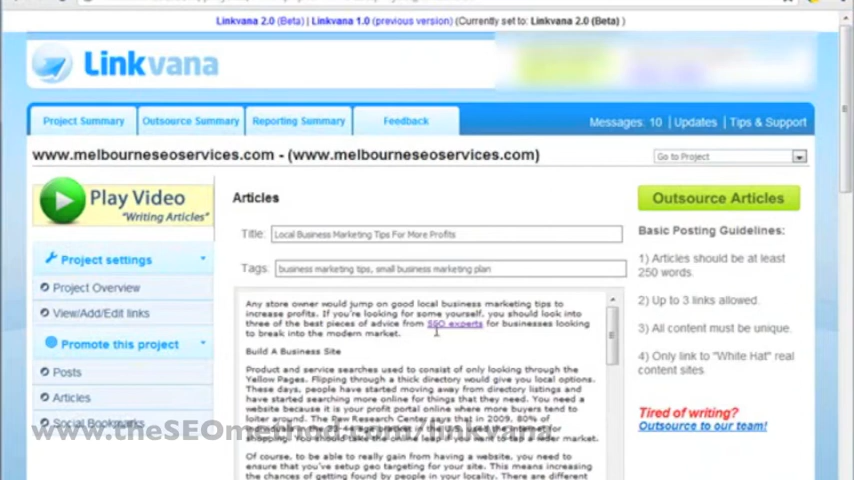 Linkvana 2.0 (Beta) | Linkvana 1.0 (previous version) (Currently set to: Linkvana 2.0 (Beta) )
Linkvana
Project Summary
Outsource Summary
Reporting Summary
Feedback
Messages: 10 | Updates | Tips & Support
www.melbourneseoservices.com - (www.melbourneseoservices.com)
Go to Project
Play Video
"Writing Articles"
Project settings
Project Overview
View/Add/Edit links
Promote this project
Posts
Articles
Social Bookmarks
Articles
Title: Local Business Marketing Tips For More Profits
Tags: business marketing tips, small business marketing plan
Any store owner would jump on good local business marketing tips to
increase profits. If you're looking for some yourself, you should look into
three of the best pieces of advice from SEO experts for businesses looking
to break into the modern market.
Build A Business Site
Product and service searches used to consist of only looking through the
Yellow Pages. Flipping through a thick directory would give you local options.
These days, people have started moving away from directory listings and
have started searching more online for things that they need. You need a
website because it is your profit portal online where more buyers tend to
loiter around. The Paw Research Center says that in 2009, 80% of
shopping. You should take the online leap if you want to tap a wider market.
Of course, to be able to really gain from having a website, you need to
ensure that you've setup geo targeting for your site. This means increasing
the chances of getting found by people in your locality. There are different
Outsource Articles
Basic Posting Guidelines:
1) Articles should be at least
250 words.
2) Up to 3 links allowed.
3) All content must be unique.
4) Only link to "White Hat" real
content sites.
Tired of writing?
Outsource to our team!
www.theSEOmethod.com/linkvana